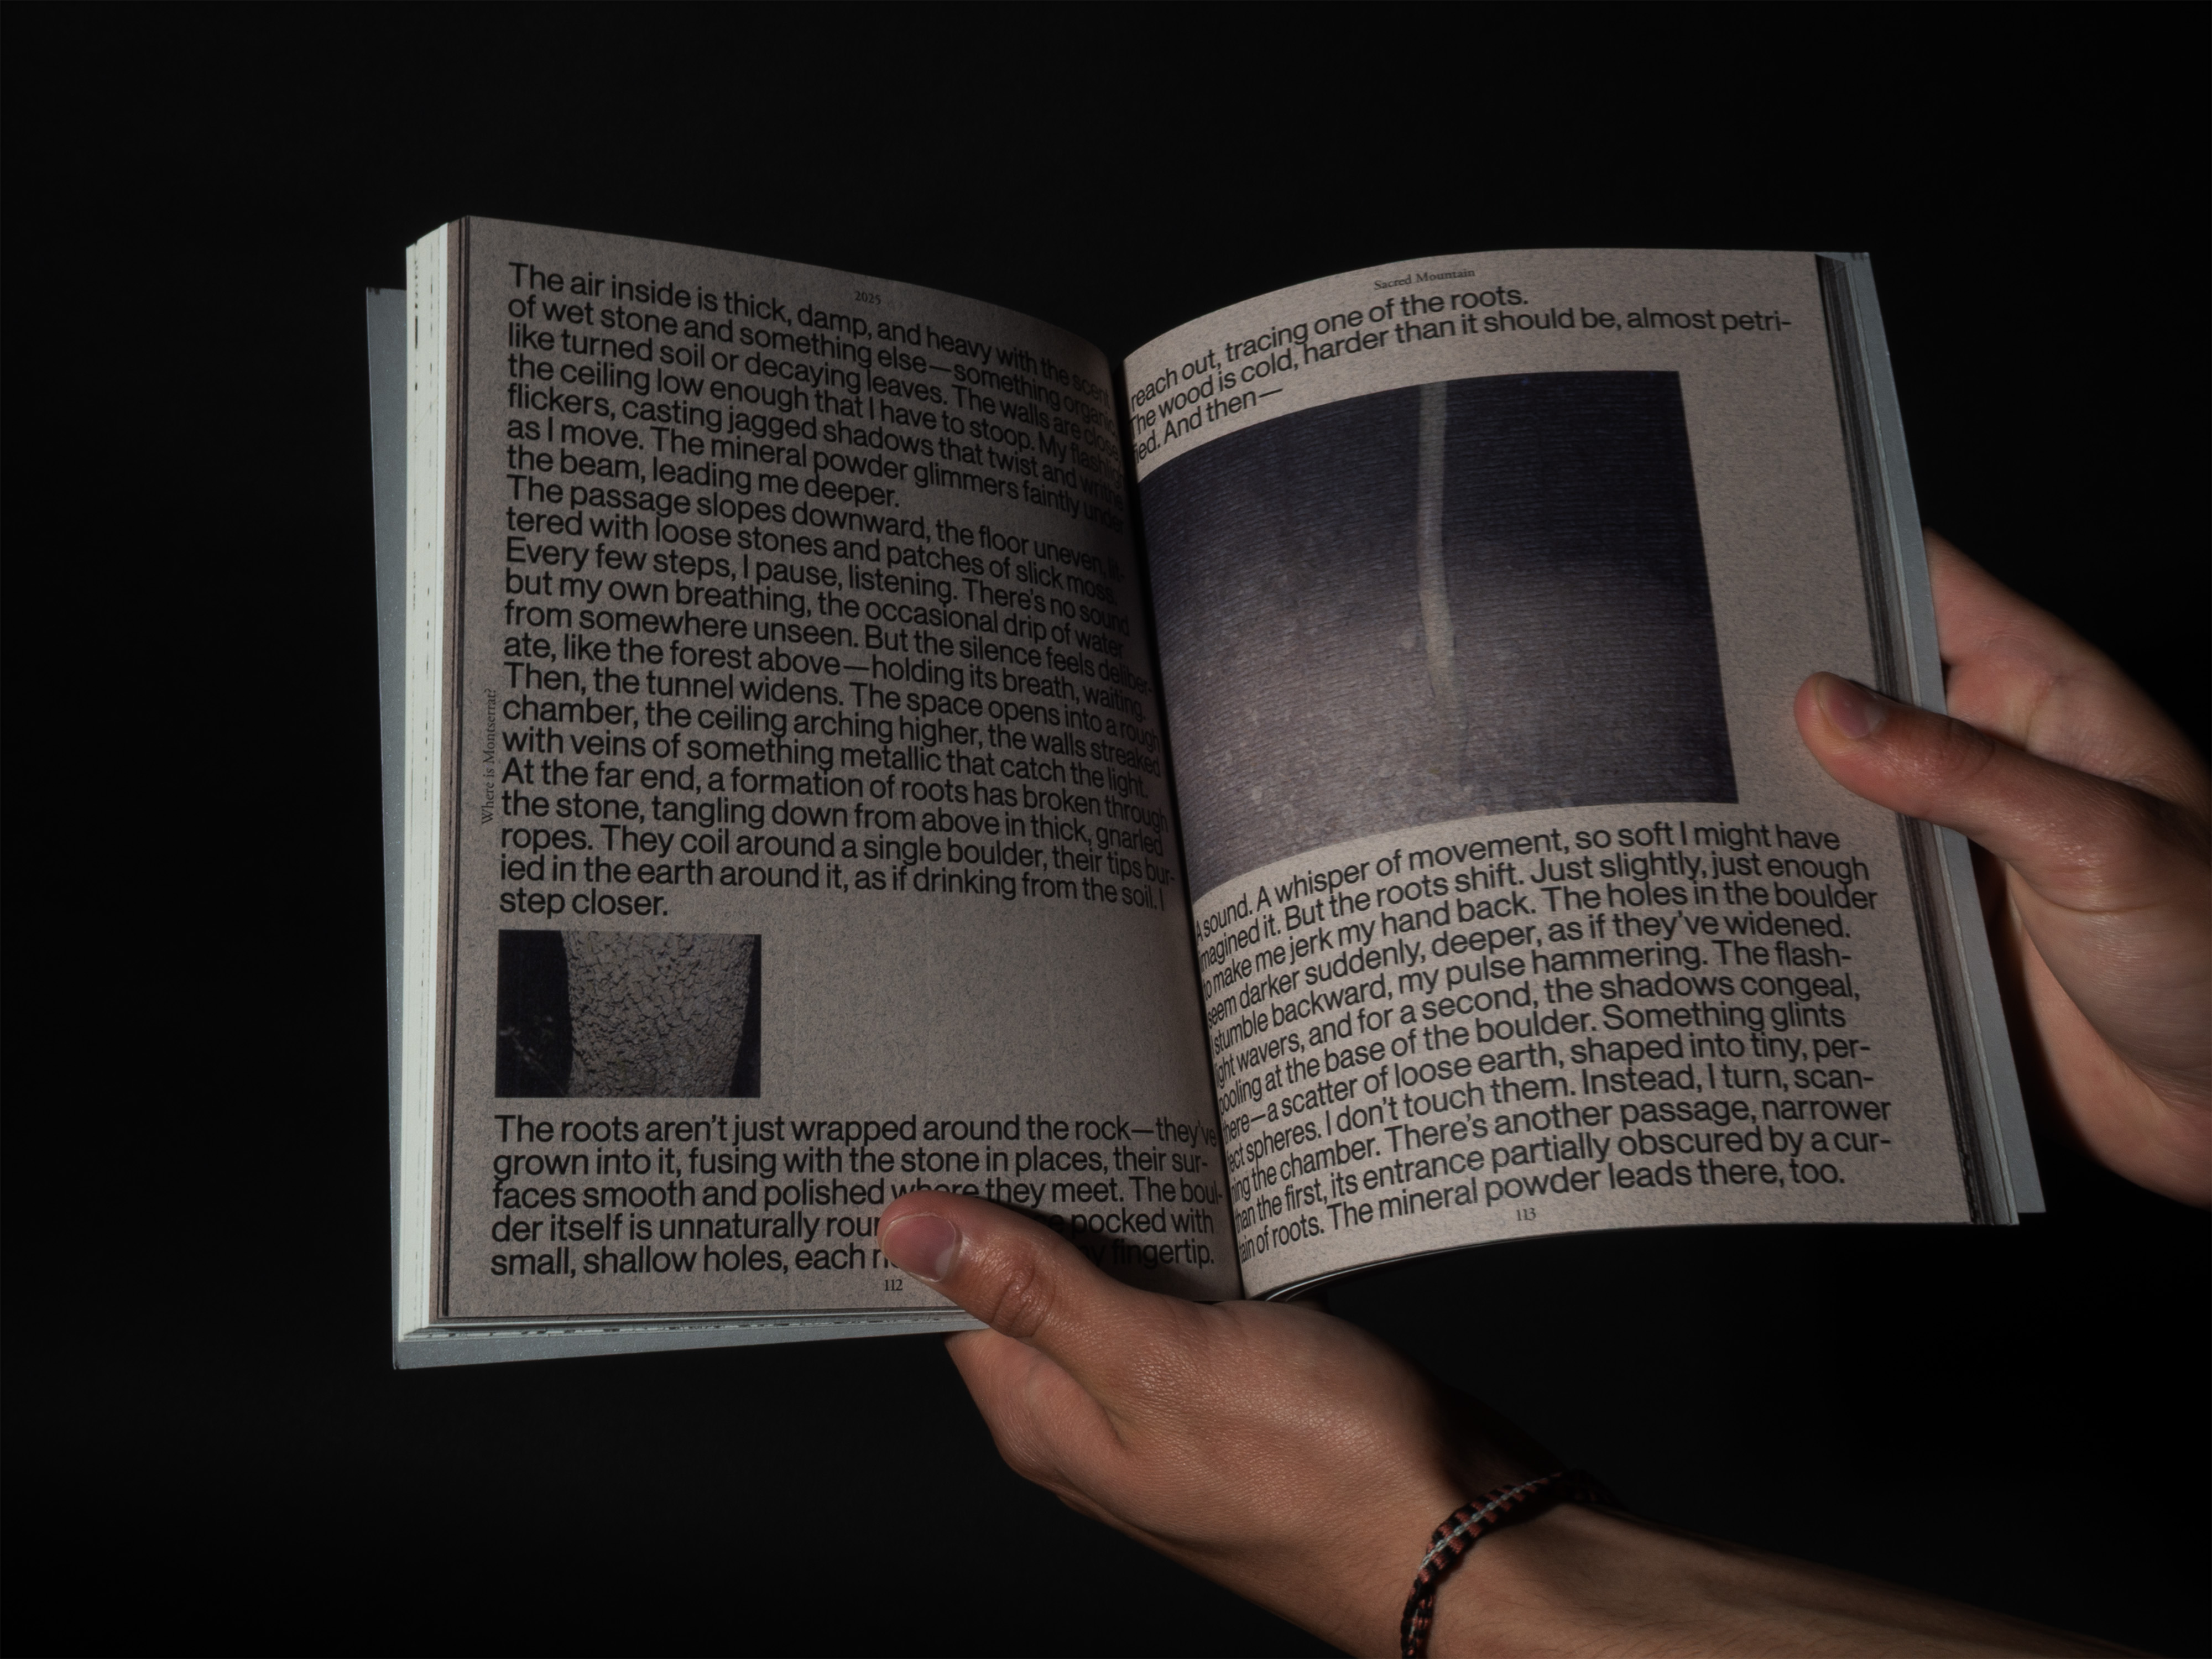 2025
The air inside is thick, damp, and heavy with the scent
of wet stone and something else—something organic,
like turned soil or decaying leaves. The walls are close,
the ceiling low enough that I have to stoop. My flashlight
flickers, casting jagged shadows that twist and writhe
as I move. The mineral powder glimmers faintly under
the beam, leading me deeper.
The passage slopes downward, the floor uneven, lit-
tered with loose stones and patches of slick moss.
Every few steps, I pause, listening. There's no sound
but my own breathing, the occasional drip of water
from somewhere unseen. But the silence feels deliber-
ate, like the forest above—holding its breath, waiting.
Then, the tunnel widens. The space opens into a rough
chamber, the ceiling arching higher, the walls streaked
with veins of something metallic that catch the light.
At the far end, a formation of roots has broken through
the stone, tangling down from above in thick, gnarled
ropes. They coil around a single boulder, their tips bur-
ied in the earth around it, as if drinking from the soil. I
step closer.
Where is Montserrat?
The roots aren't just wrapped around the rock—they've
grown into it, fusing with the stone in places, their sur-
faces smooth and polished where they meet. The boul-
der itself is unnaturally pocked with
small, shallow holes, each fingertip.
112
Sacred Mountain
reach out, tracing one of the roots.
The wood is cold, harder than it should be, almost petri-
fied. And then—
A sound. A whisper of movement, so soft I might have
imagined it. But the roots shift. Just slightly, just enough
to make me jerk my hand back. The holes in the boulder
seem darker suddenly, deeper, as if they've widened.
I stumble backward, my pulse hammering. The flash-
light wavers, and for a second, the shadows congeal,
pooling at the base of the boulder. Something glints
there—a scatter of loose earth, shaped into tiny, per-
fect spheres. I don't touch them. Instead, I turn, scan-
ning the chamber. There's another passage, narrower
than the first, its entrance partially obscured by a cur-
tain of roots. The mineral powder leads there, too.
113